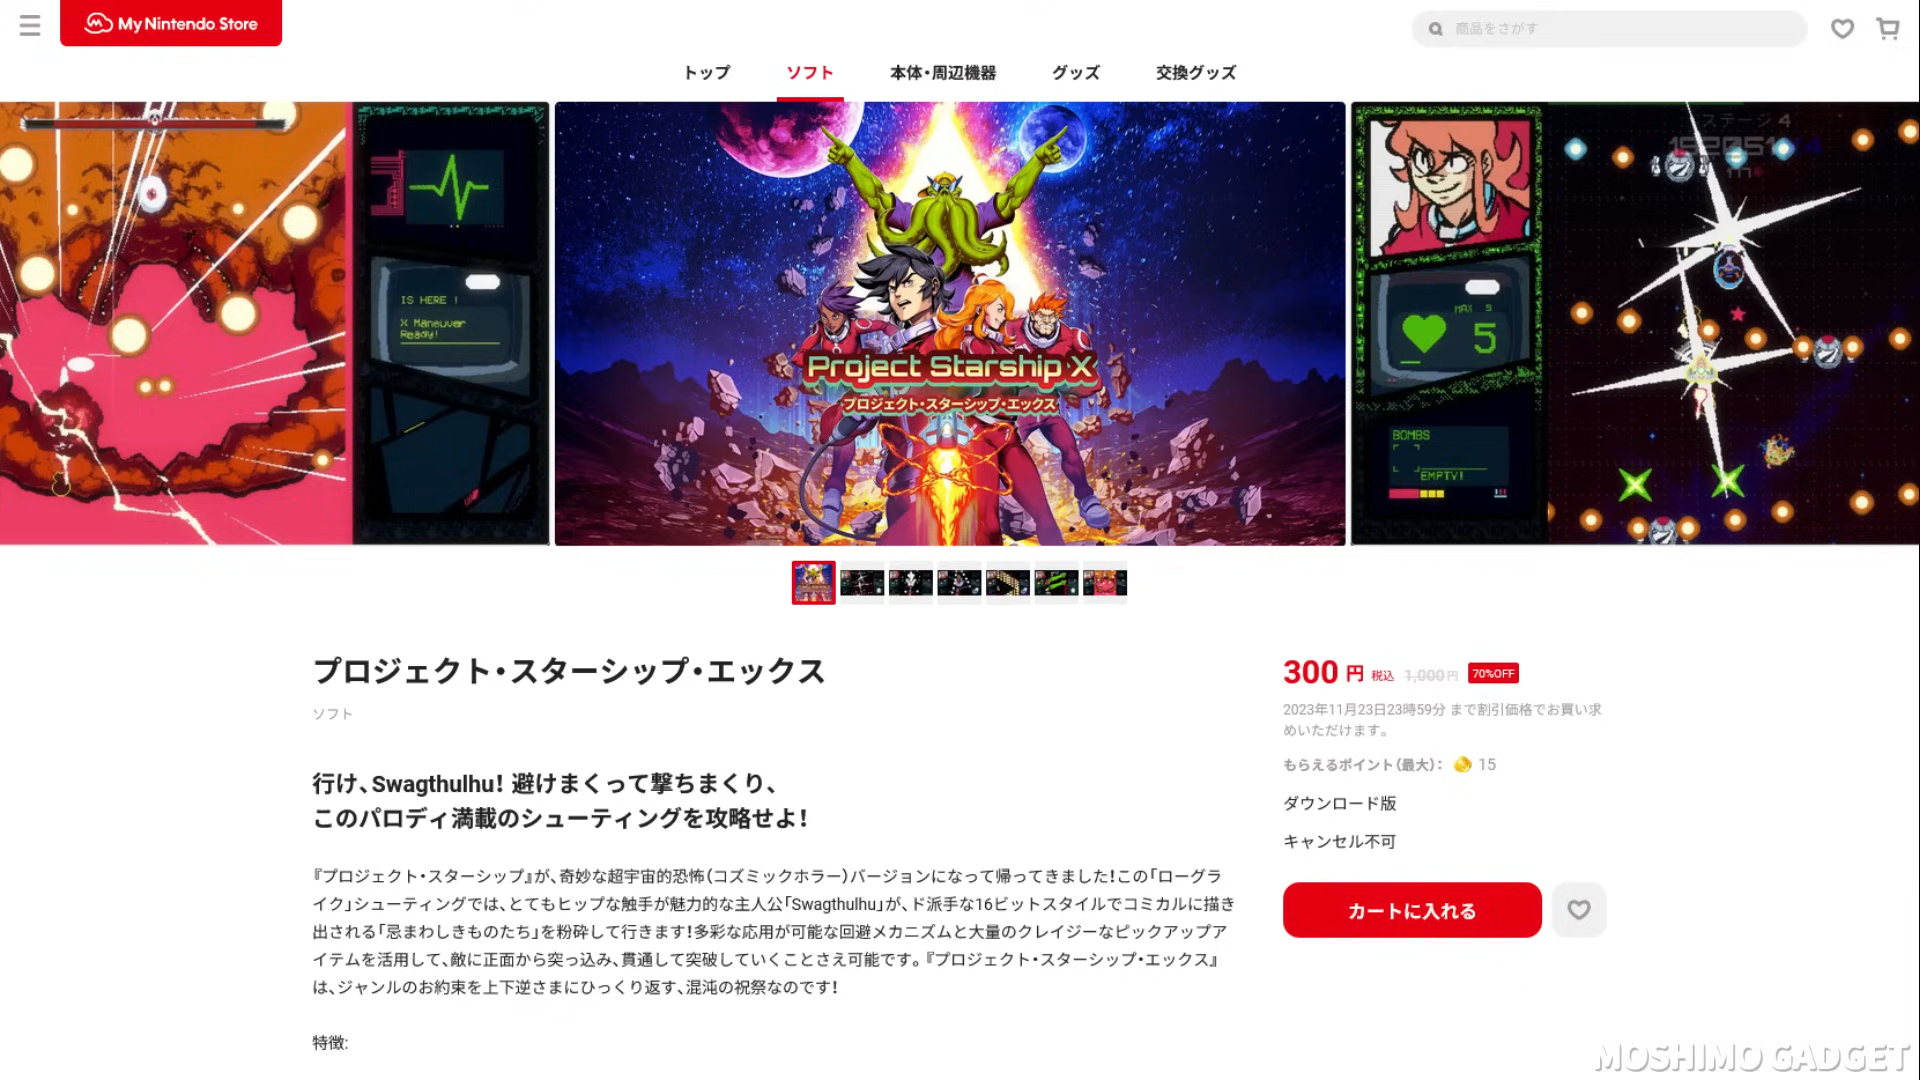 My Nintendo Store
商品をさがす
トップ
ソフト
本体・周辺機器
グッズ
交換グッズ
IS HERE !
X Maneuver
Ready!
Project Starship X
プロジェクト・スターシップ・エックス
MAX 5
5
BOMBS
EMPTY!
ステージ 4
プロジェクト・スターシップ・エックス
ソフト
行け、Swagthulhu! 避けまくって撃ちまくり、
このパロディ満載のシューティングを攻略せよ!
『プロジェクト・スターシップ』が、奇妙な超宇宙的恐怖（コズミックホラー）バージョンになって帰ってきました!この「ローグラ
イク」シューティングでは、とてもヒップな触手が魅力的な主人公「Swagthulhu」が、ド派手な16ビットスタイルでコミカルに描き
出される「忌まわしきものたち」を粉砕して行きます!多彩な応用が可能な回避メカニズムと大量のクレイジーなピックアップア
イテムを活用して、敵に正面から突っ込み、貫通して突破していくことさえ可能です。『プロジェクト・スターシップ・エックス』
は、ジャンルのお約束を上下逆さまにひっくり返す、混沌の祝祭なのです!
特徴:
300 円 税込 1,000円 70%OFF
2023年11月23日23時59分 まで割引価格でお買い求
めいただけます。
もらえるポイント（最大）: 15
ダウンロード版
キャンセル不可
カートに入れる
MOSHIMO GADGET